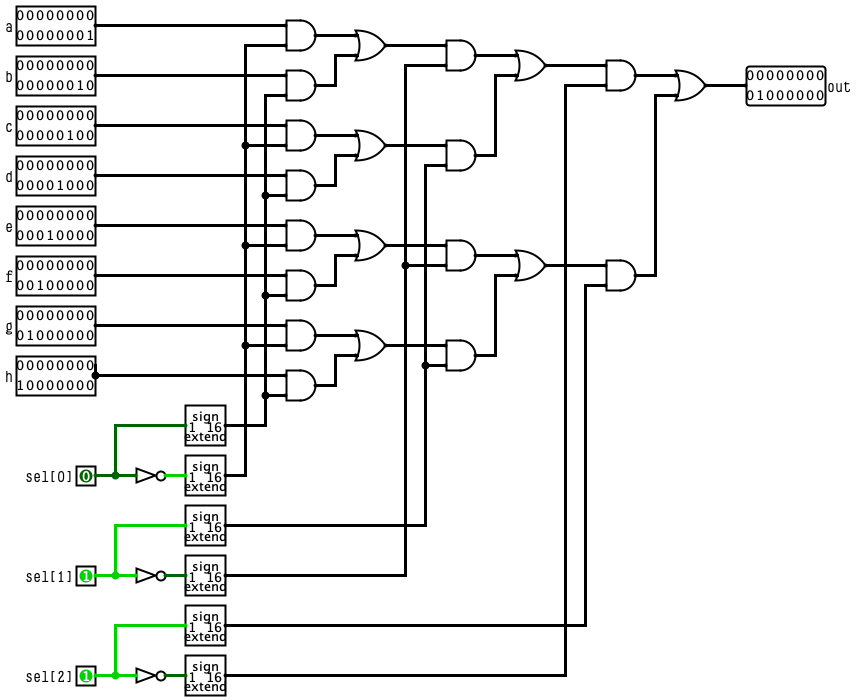 a
00000000
00000001
b
00000000
00000010
c
00000000
00000100
d
00000000
00001000
e
00000000
00010000
f
00000000
00100000
g
00000000
01000000
h
00000000
10000000
00000000
01000000
out
sign
1 16
extend
sel[0]
0
sign
1 16
extend
sign
1 16
extend
sel[1]
1
sign
1 16
extend
sign
1 16
extend
sel[2]
1
sign
1 16
extend